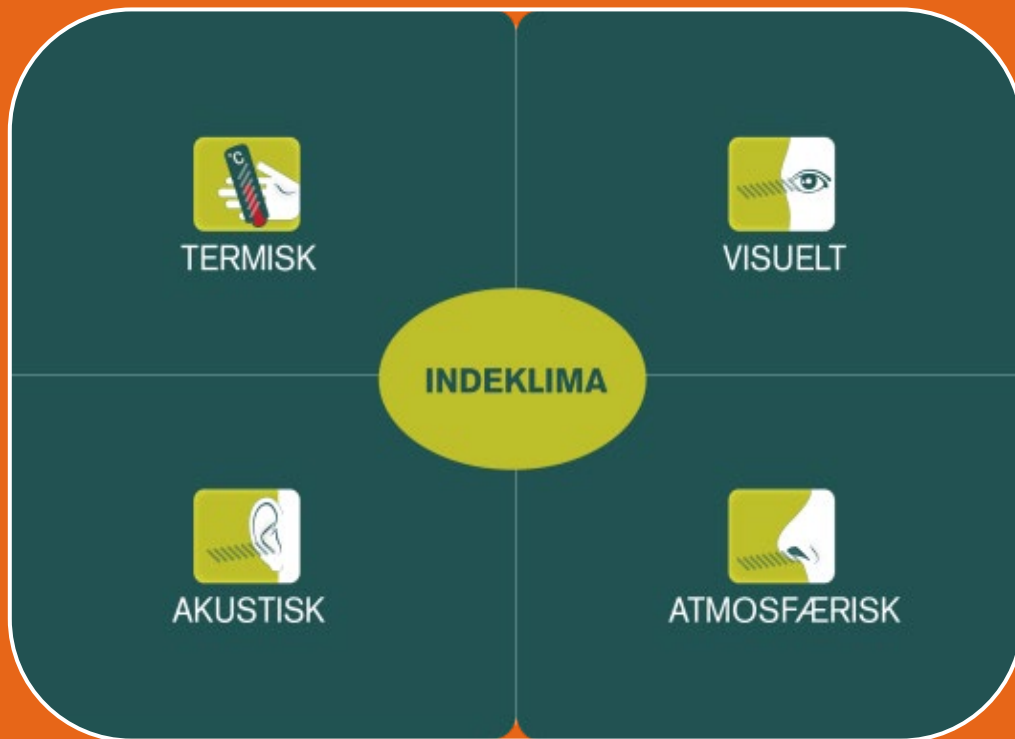 °C
TERMISK
VISUELT
INDEKLIMA
AKUSTISK
ATMOSFÆRISK